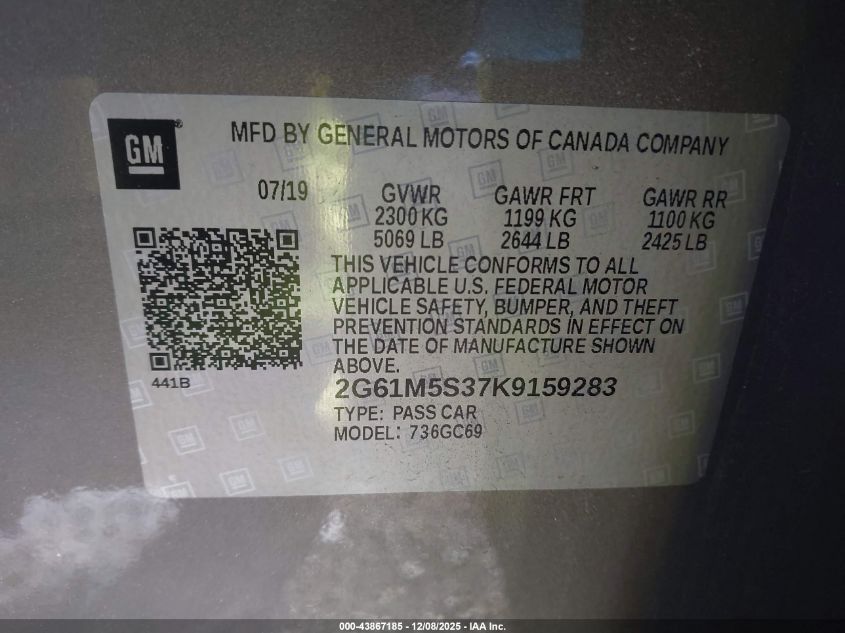 GM
MFD BY GENERAL MOTORS OF CANADA COMPANY
07/19 GVWR GAWR FRT GAWR RR
2300 KG 1199 KG 1100 KG
5069 LB 2644 LB 2425 LB
THIS VEHICLE CONFORMS TO ALL
APPLICABLE U.S. FEDERAL MOTOR
VEHICLE SAFETY, BUMPER, AND THEFT
PREVENTION STANDARDS IN EFFECT ON
THE DATE OF MANUFACTURE SHOWN
ABOVE.
441B
2G61M5S37K9159283
TYPE: PASS CAR
MODEL: 736GC69
000-43867185 - 12/08/2025 - IAA Inc.